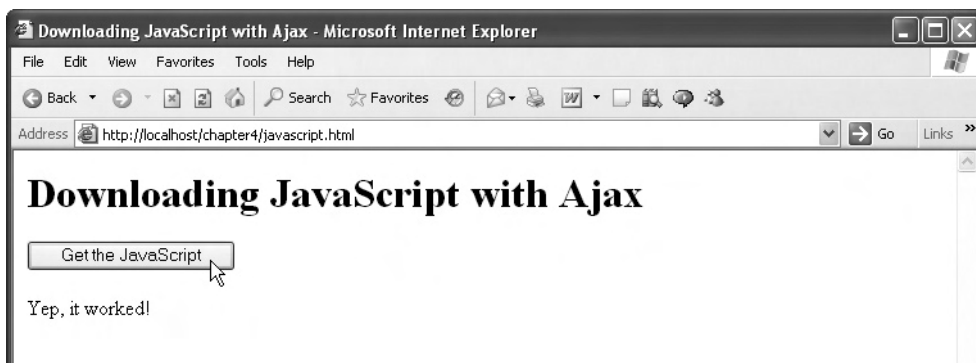 Downloading JavaScript with Ajax - Microsoft Internet Explorer
File Edit View Favorites Tools Help
Back Search Favorites
Address http://localhost/chapter4/javascript.html Go Links »
Downloading JavaScript with Ajax
Get the JavaScript
Yep, it worked!